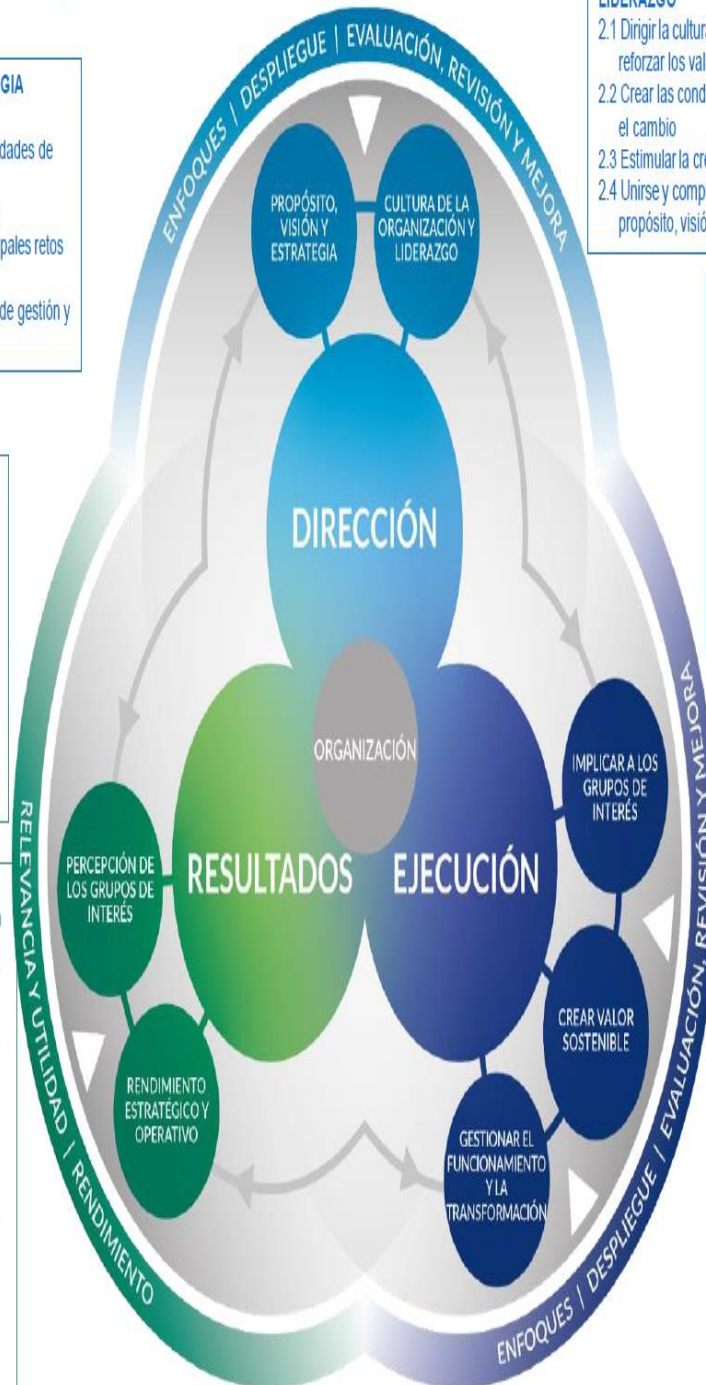 GIA
dades de
pales retos
de gestión y
LIDERAZGO
2.1 Dirigir la cultura
reforzar los val
2.2 Crear las cond
el cambio
2.3 Estimular la cre
2.4 Unirse y comp
propósito, visió
ENFOQUES | DESPLIEGUE | EVALUACIÓN, REVISIÓN Y MEJORA
PROPÓSITO,
VISIÓN Y
ESTRATEGIA
CULTURA DE LA
ORGANIZACIÓN Y
LIDERAZGO
DIRECCIÓN
ORGANIZACIÓN
RESULTADOS
EJECUCIÓN
IMPLICAR A LOS
GRUPOS DE
INTERÉS
CREAR VALOR
SOSTENIBLE
GESTIONAR EL
FUNCIONAMIENTO
Y LA
TRANSFORMACIÓN
PERCEPCIÓN DE
LOS GRUPOS DE
INTERÉS
RENDIMIENTO
ESTRATÉGICO Y
OPERATIVO
RELEVANCIA Y UTILIDAD | RENDIMIENTO
ENFOQUES | DESPLIEGUE | EVALUACIÓN, REVISIÓN Y MEJORA